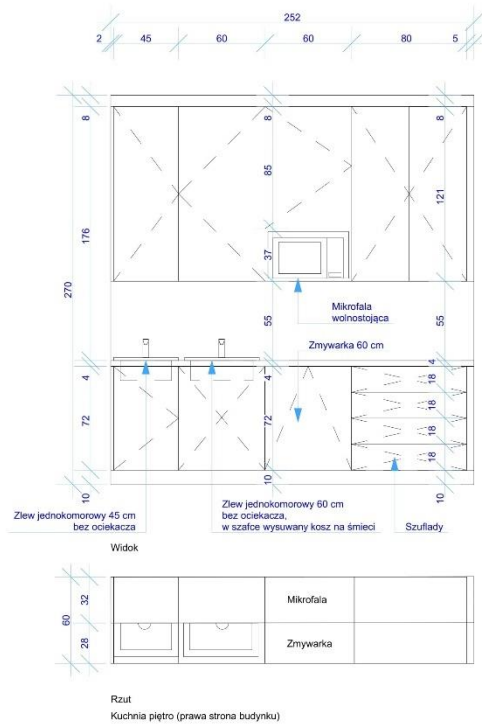 252
2 45 60 60 80 5
8 8 8
85
121
176
37
270
Mikrofala
wolnostojąca
55 55
Zmywarka 60 cm
4 4 4
18
18
72 72
18
18
10 10 10
Zlew jednokomorowy 45 cm
bez ociekacza
Zlew jednokomorowy 60 cm
bez ociekacza,
w szafce wysuwany kosz na śmieci
Szuflady
Widok
60
32
Mikrofala
28
Zmywarka
Rzut
Kuchnia piętro (prawa strona budynku)